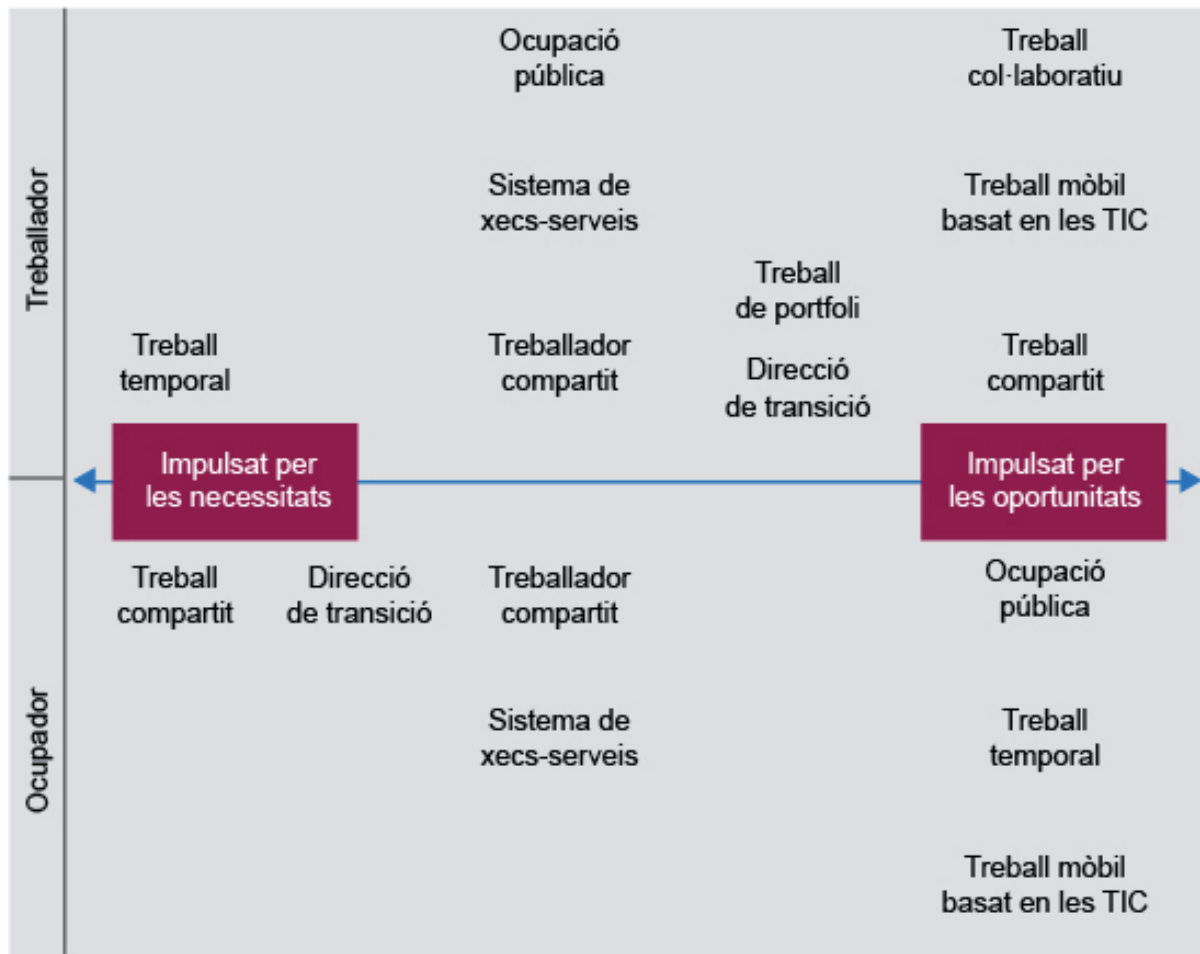 Treballador
Ocupació
pública
Treball
col·laboratiu
Sistema de
xecs-serveis
Treball mòbil
basat en les TIC
Treball
de portfoli
Treball
temporal
Treballador
compartit
Direcció
de transició
Treball
compartit
Impulsat per
les necessitats
Impulsat per
les oportunitats
Ocupador
Treball
compartit
Direcció
de transició
Treballador
compartit
Ocupació
pública
Sistema de
xecs-serveis
Treball
temporal
Treball mòbil
basat en les TIC